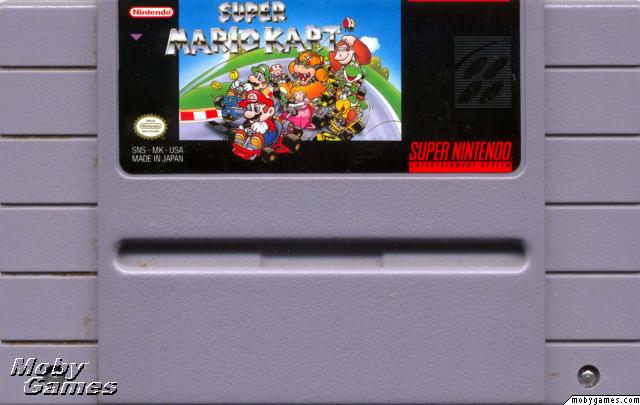 Nintendo
SUPER
MARIO KART
SNS - MK - USA
MADE IN JAPAN
SUPER NINTENDO
ENTERTAINMENT SYSTEM
Moby
Games
mobygames.com